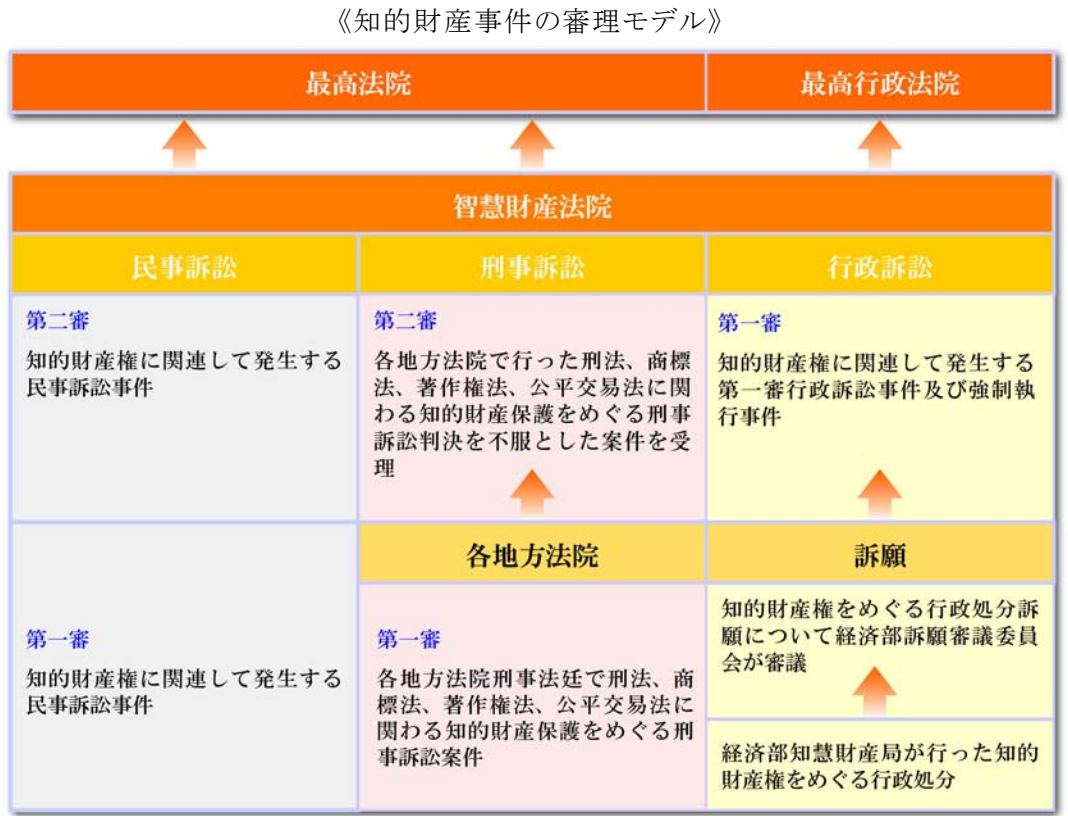 《知的財産事件の審理モデル》
最高法院
最高行政法院
智慧財産法院
民事訴訟
刑事訴訟
行政訴訟
第二審
知的財産権に関連して発生する
民事訴訟事件
第二審
各地方法院で行った刑法、商標
法、著作権法、公平交易法に関
わる知的財産保護をめぐる刑事
訴訟判決を不服とした案件を受
理
第一審
知的財産権に関連して発生する
第一審行政訴訟事件及び強制執
行事件
第一審
知的財産権に関連して発生する
民事訴訟事件
各地方法院
第一審
各地方法院刑事法廷で刑法、商
標法、著作権法、公平交易法に
関わる知的財産保護をめぐる刑
事訴訟案件
訴願
知的財産権をめぐる行政処分訴
願について経済部訴願審議委員
会が審議
経済部知慧財産局が行った知的
財産権をめぐる行政処分